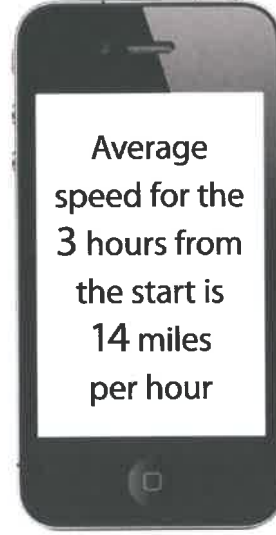 Average
speed for the
3 hours from
the start is
14 miles
per hour